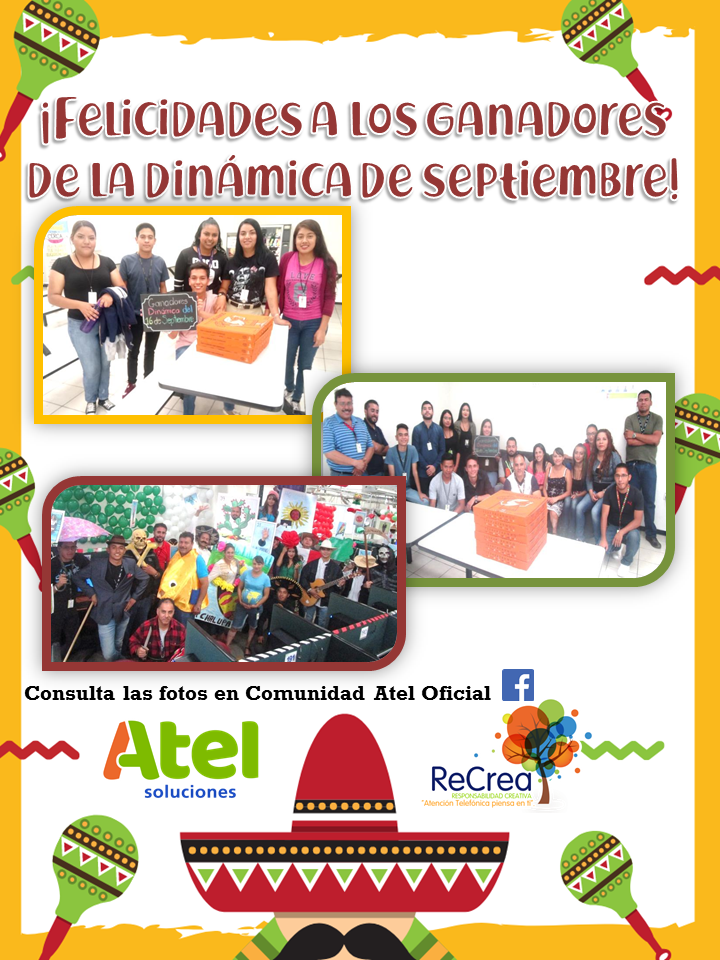 ¡Felicidades a los ganadores
de la dinámica de septiembre!
Ganadores
Dinámica del
16 de Septiembre
CHALUPA
Consulta las fotos en Comunidad Atel Oficial
Atel
soluciones
ReCrea
RESPONSABILIDAD CREATIVA
"Atención Telefónica piensa en ti"